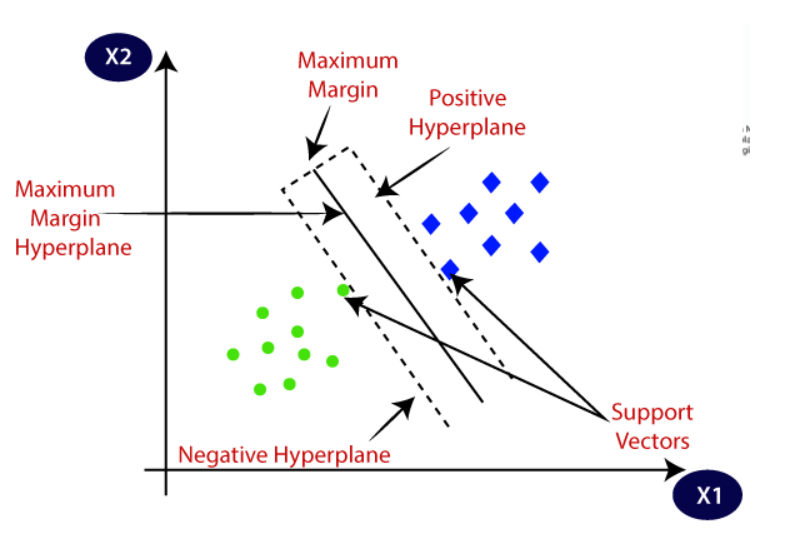 X2
Maximum
Margin
Positive
Hyperplane
Maximum
Margin
Hyperplane
Support
Vectors
Negative Hyperplane
X1